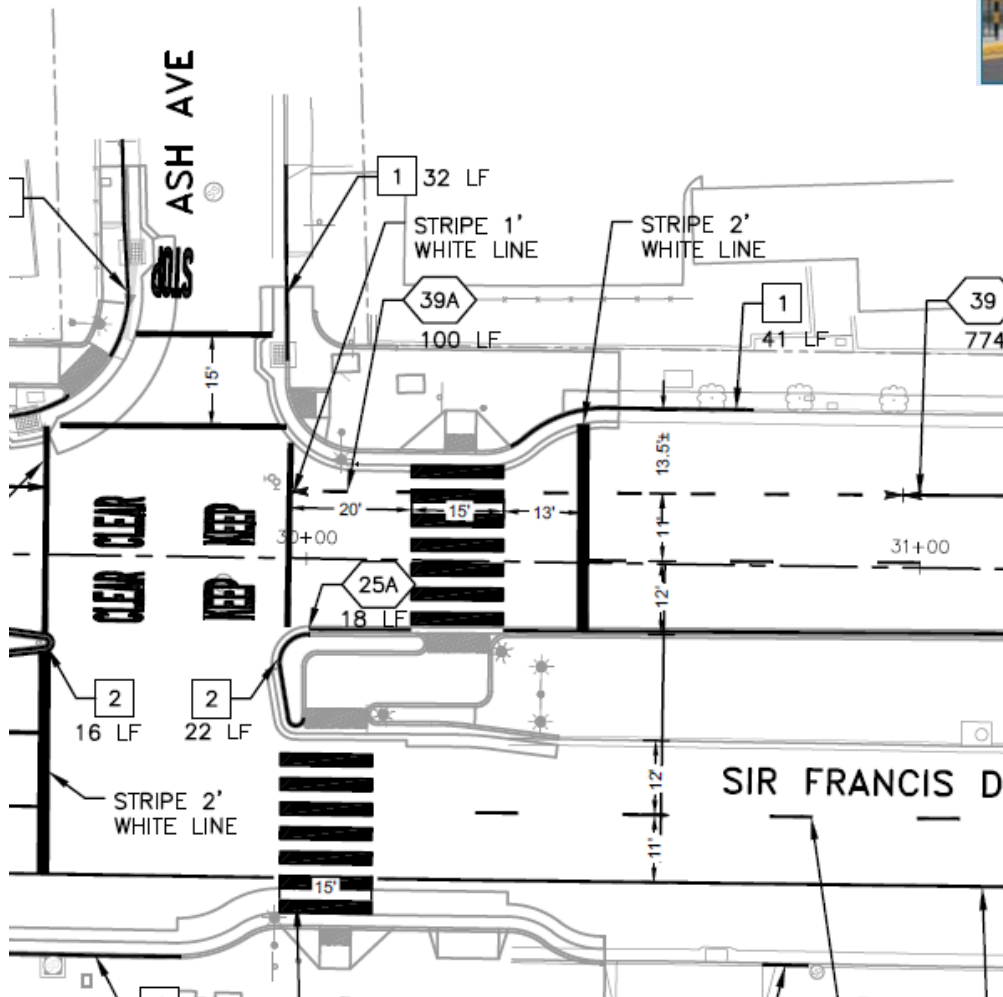 ASH AVE
STOP
1
32 LF
STRIPE 1'
WHITE LINE
STRIPE 2'
WHITE LINE
39A
100 LF
1
41 LF
39
774
15'
13.5'±
20'
15'
13'
11'
30+00
31+00
KEEP
CLEAR
KEEP
CLEAR
25A
18 LF
12'
2
16 LF
2
22 LF
12'
SIR FRANCIS D
STRIPE 2'
WHITE LINE
11'
15'